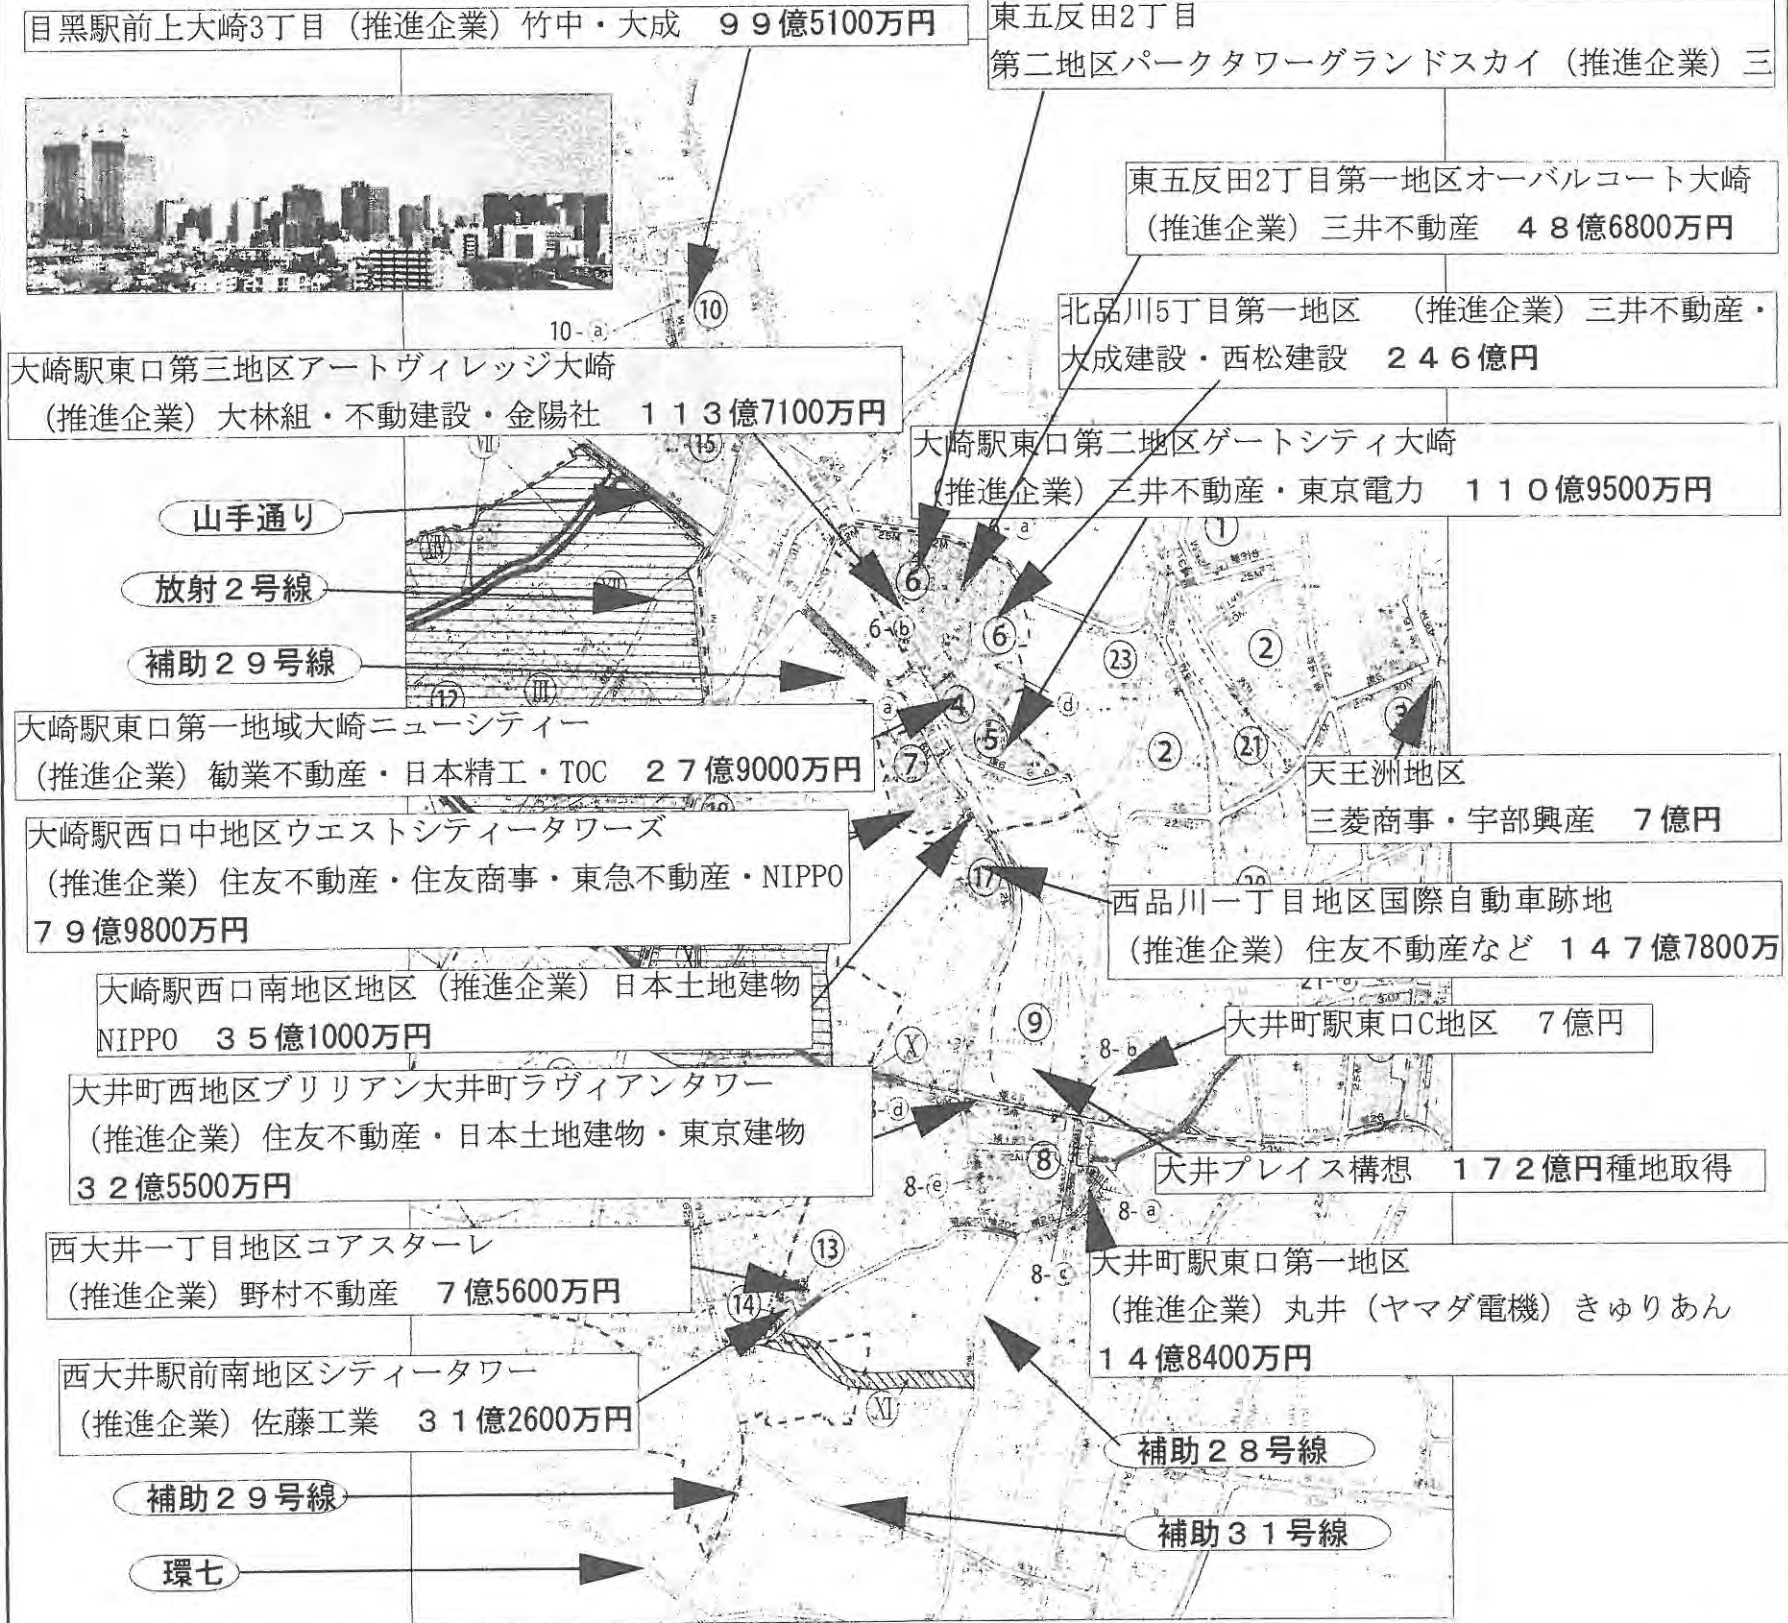 目黒駅前上大崎3丁目（推進企業）竹中・大成　９９億5100万円
東五反田2丁目
第二地区パークタワーグランドスカイ（推進企業）三
東五反田2丁目第一地区オーバルコート大崎
（推進企業）三井不動産　４８億6800万円
10-ⓐ
⑩
北品川5丁目第一地区　（推進企業）三井不動産・
大成建設・西松建設　２４６億円
大崎駅東口第三地区アートヴィレッジ大崎
（推進企業）大林組・不動建設・金陽社　１１３億7100万円
⑮
大崎駅東口第二地区ゲートシティ大崎
（推進企業）三井不動産・東京電力　１１０億9500万円
山手通り
①
放射２号線
⑥
6-ⓑ
⑥
㉓
②
補助２９号線
⑫
Ⅲ
ⓐ
④
ⓓ
③
大崎駅東口第一地域大崎ニューシティー
（推進企業）勧業不動産・日本精工・TOC　２７億9000万円
⑦
⑤
②
㉑
天王洲地区
三菱商事・宇部興産　７億円
大崎駅西口中地区ウエストシティータワーズ
（推進企業）住友不動産・住友商事・東急不動産・NIPPO
７９億9800万円
⑰
西品川一丁目地区国際自動車跡地
（推進企業）住友不動産など　１４７億7800万
大崎駅西口南地区地区（推進企業）日本土地建物
NIPPO　３５億1000万円
⑨
大井町駅東口C地区　７億円
Ⅹ
8-ⓑ
大井町西地区ブリリアン大井町ラヴィアンタワー
（推進企業）住友不動産・日本土地建物・東京建物
３２億5500万円
8-ⓓ
⑧
大井プレイス構想　１７２億円種地取得
8-ⓔ
8-ⓐ
西大井一丁目地区コアスターレ
（推進企業）野村不動産　７億5600万円
⑬
⑭
8-ⓒ
大井町駅東口第一地区
（推進企業）丸井（ヤマダ電機）きゅりあん
１４億8400万円
西大井駅前南地区シティータワー
（推進企業）佐藤工業　３１億2600万円
Ⅺ
補助２８号線
補助２９号線
補助３１号線
環七